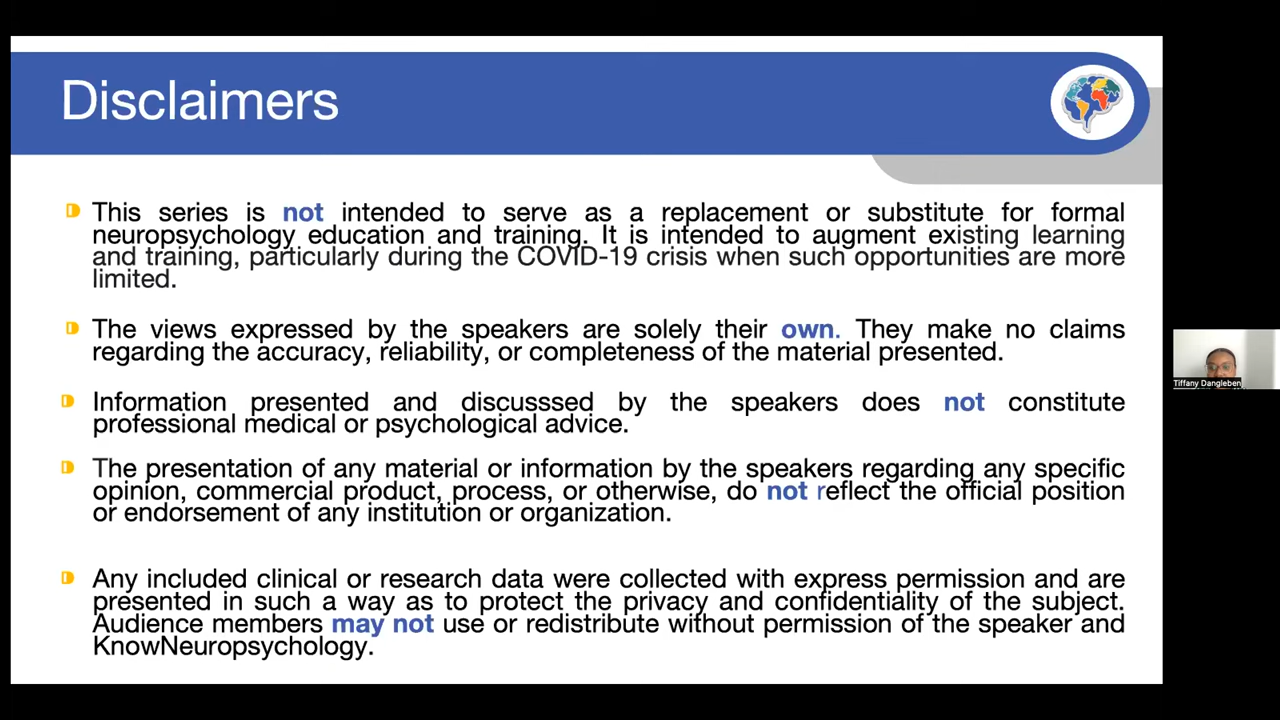 Disclaimers
This series is not intended to serve as a replacement or substitute for formal
neuropsychology education and training. It is intended to augment existing learning
and training, particularly during the COVID-19 crisis when such opportunities are more
limited.
The views expressed by the speakers are solely their own. They make no claims
regarding the accuracy, reliability, or completeness of the material presented.
Information presented and discusssed by the speakers does not constitute
professional medical or psychological advice.
The presentation of any material or information by the speakers regarding any specific
opinion, commercial product, process, or otherwise, do not reflect the official position
or endorsement of any institution or organization.
Any included clinical or research data were collected with express permission and are
presented in such a way as to protect the privacy and confidentiality of the subject.
Audience members may not use or redistribute without permission of the speaker and
KnowNeuropsychology.
Tiffany Dangleben